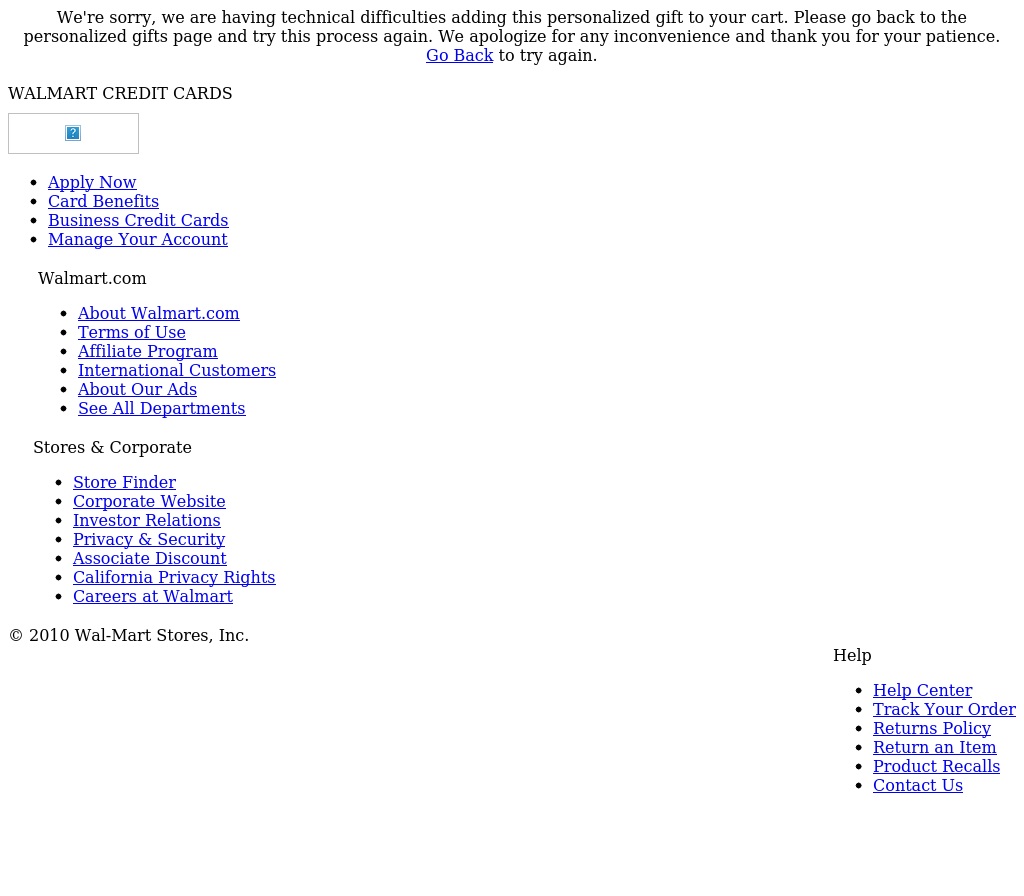 We're sorry, we are having technical difficulties adding this personalized gift to your cart. Please go back to the
personalized gifts page and try this process again. We apologize for any inconvenience and thank you for your patience.
Go Back to try again.
WALMART CREDIT CARDS
Apply Now
Card Benefits
Business Credit Cards
Manage Your Account
Walmart.com
About Walmart.com
Terms of Use
Affiliate Program
International Customers
About Our Ads
See All Departments
Stores & Corporate
Store Finder
Corporate Website
Investor Relations
Privacy & Security
Associate Discount
California Privacy Rights
Careers at Walmart
© 2010 Wal-Mart Stores, Inc.
Help
Help Center
Track Your Order
Returns Policy
Return an Item
Product Recalls
Contact Us